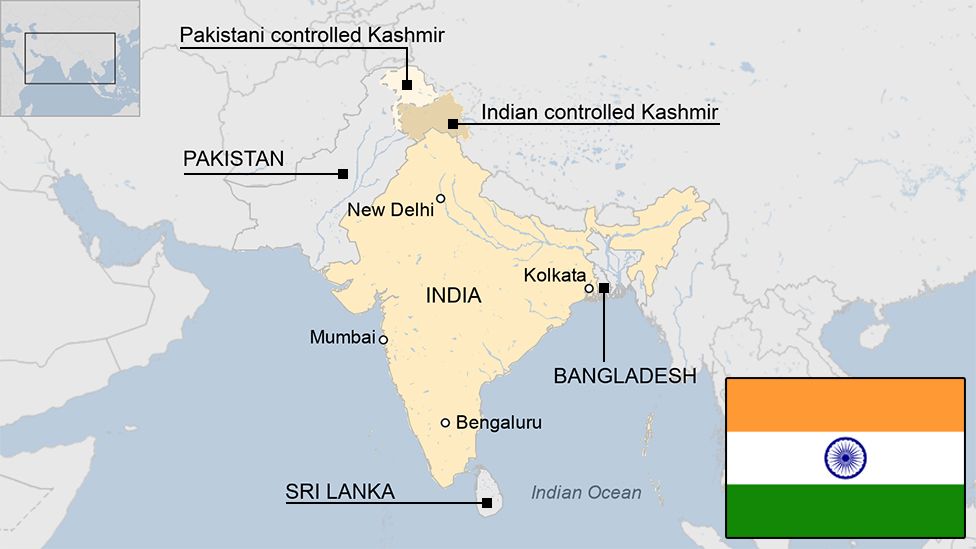 Pakistani controlled Kashmir
Indian controlled Kashmir
PAKISTAN
New Delhi
Kolkata
INDIA
Mumbai
BANGLADESH
Bengaluru
SRI LANKA
Indian Ocean